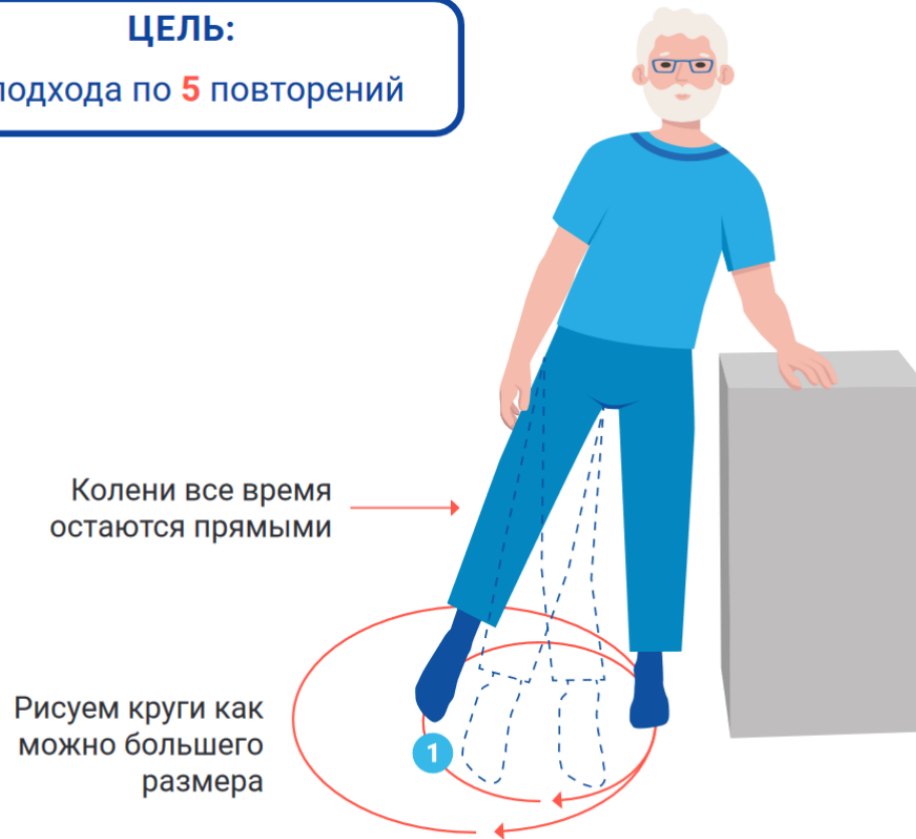 ЦЕЛЬ:
подхода по 5 повторений
Колени все время
остаются прямыми
Рисуем круги как
можно большего
размера
1